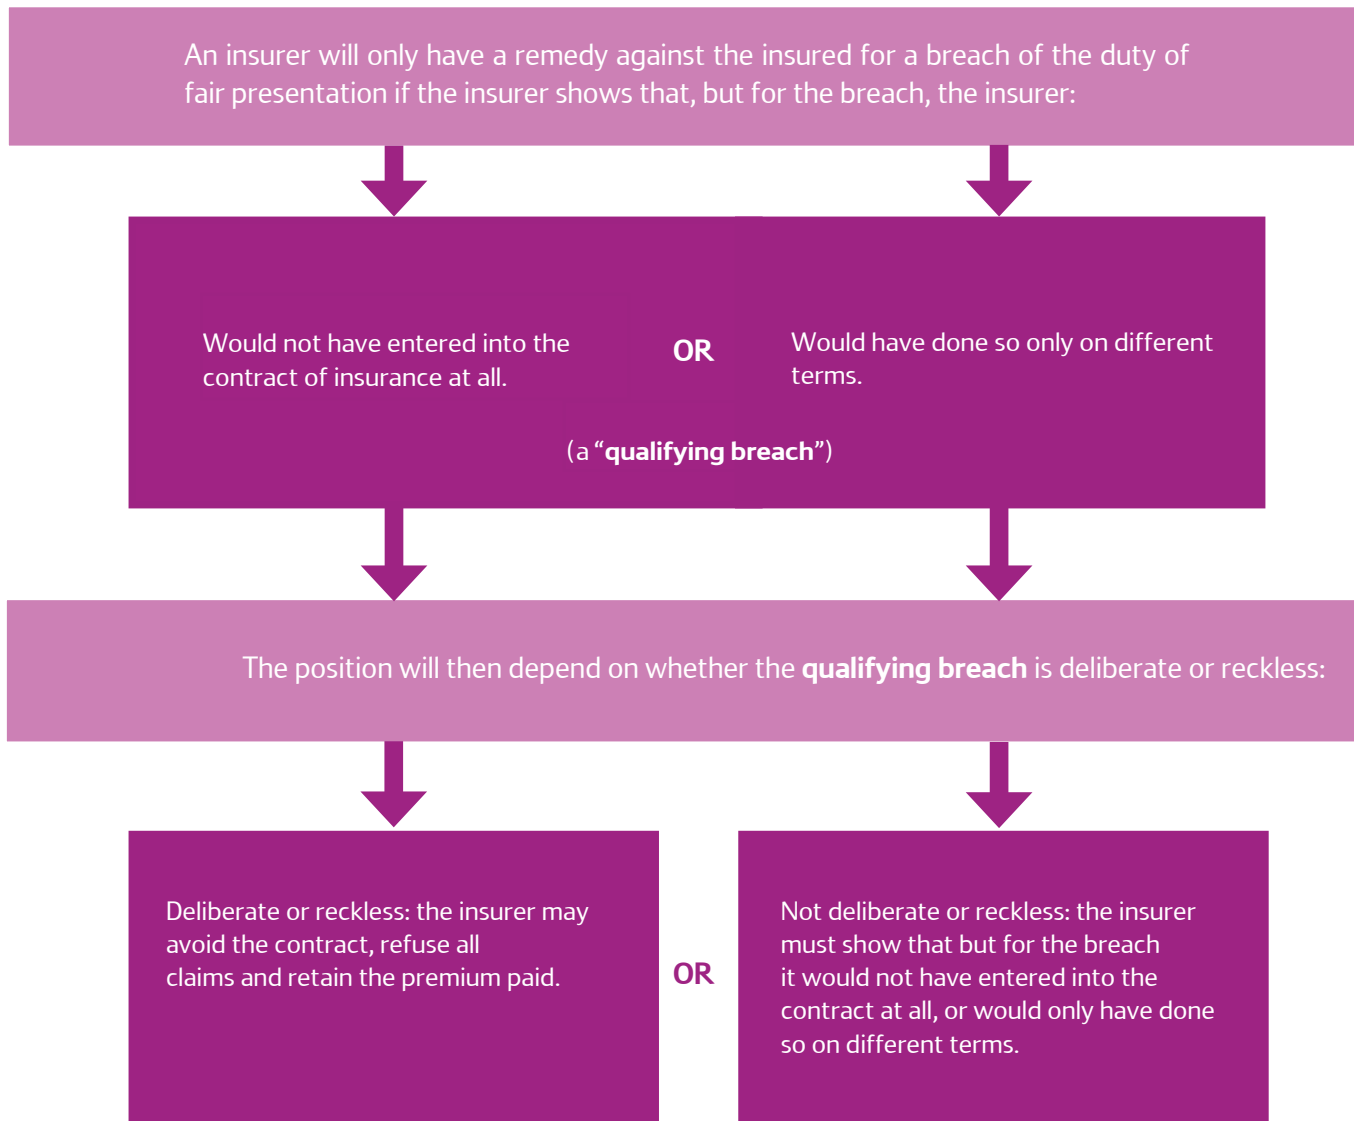 An insurer will only have a remedy against the insured for a breach of the duty of
fair presentation if the insurer shows that, but for the breach, the insurer:
Would not have entered into the
contract of insurance at all.
OR
Would have done so only on different
terms.
(a “qualifying breach”)
The position will then depend on whether the qualifying breach is deliberate or reckless:
Deliberate or reckless: the insurer may
avoid the contract, refuse all
claims and retain the premium paid.
OR
Not deliberate or reckless: the insurer
must show that but for the breach
it would not have entered into the
contract at all, or would only have done
so on different terms.